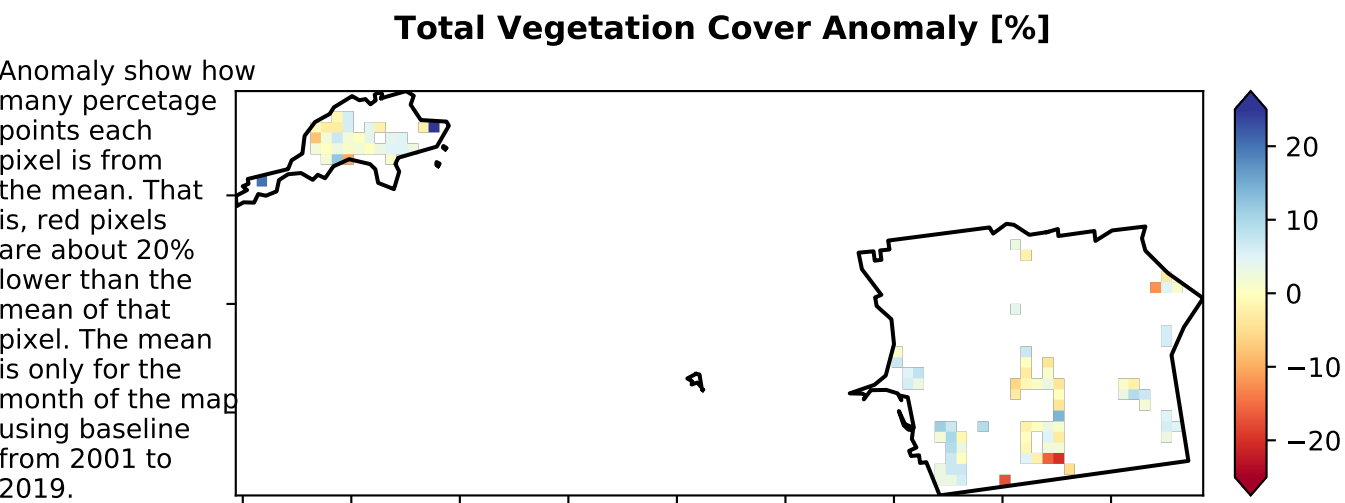 Total Vegetation Cover Anomaly [%]
Anomaly show how
many percetage
points each
pixel is from
the mean. That
is, red pixels
are about 20%
lower than the
mean of that
pixel. The mean
is only for the
month of the map
using baseline
from 2001 to
2019.
20
10
0
−10
−20